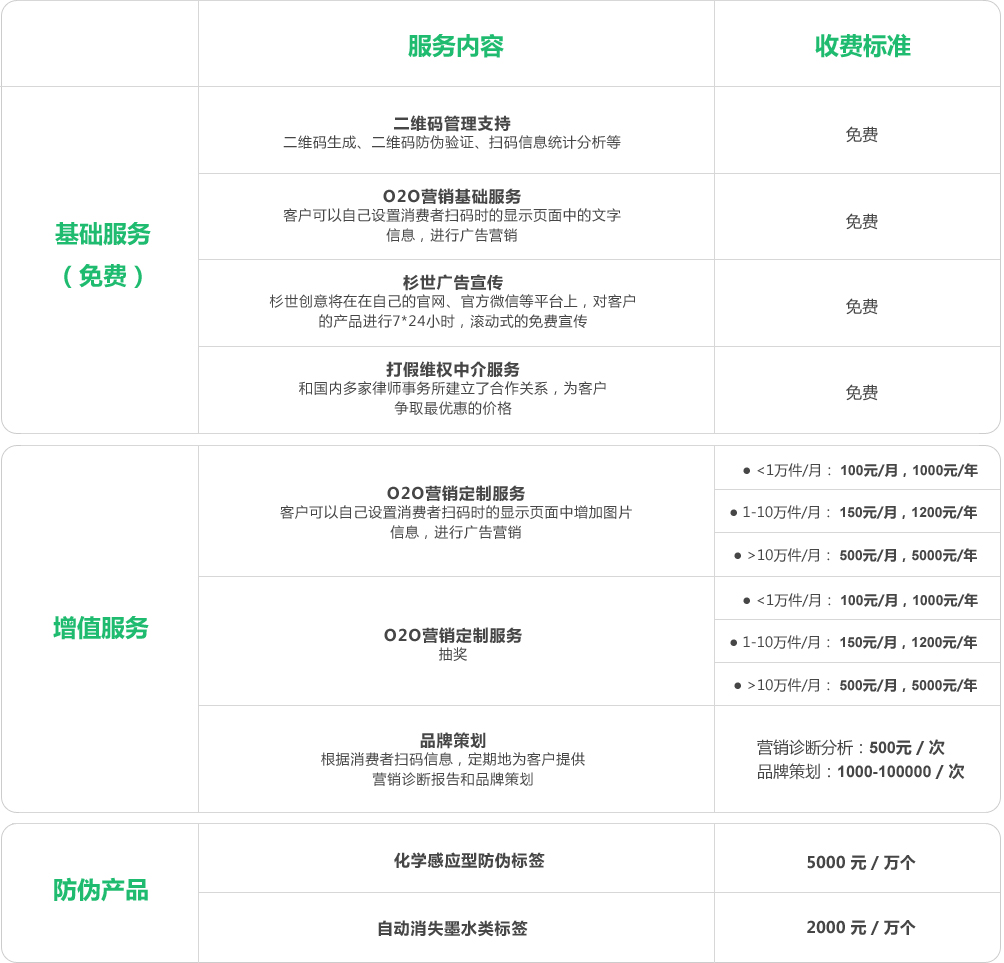 服务内容
收费标准
基础服务
（免费）
二维码管理支持
二维码生成、二维码防伪验证、扫码信息统计分析等
免费
O2O营销基础服务
客户可以自己设置消费者扫码时的显示页面中的文字
信息，进行广告营销
免费
杉世广告宣传
杉世创意将在在自己的官网、官方微信等平台上，对客户
的产品进行7*24小时，滚动式的免费宣传
免费
打假维权中介服务
和国内多家律师事务所建立了合作关系，为客户
争取最优惠的价格
免费
增值服务
O2O营销定制服务
客户可以自己设置消费者扫码时的显示页面中增加图片
信息，进行广告营销
● <1万件/月： 100元/月，1000元/年
● 1-10万件/月： 150元/月，1200元/年
● >10万件/月： 500元/月，5000元/年
O2O营销定制服务
抽奖
● <1万件/月： 100元/月，1000元/年
● 1-10万件/月： 150元/月，1200元/年
● >10万件/月： 500元/月，5000元/年
品牌策划
根据消费者扫码信息，定期地为客户提供
营销诊断报告和品牌策划
营销诊断分析：500元 / 次
品牌策划：1000-100000 / 次
防伪产品
化学感应型防伪标签
5000 元 / 万个
自动消失墨水类标签
2000 元 / 万个